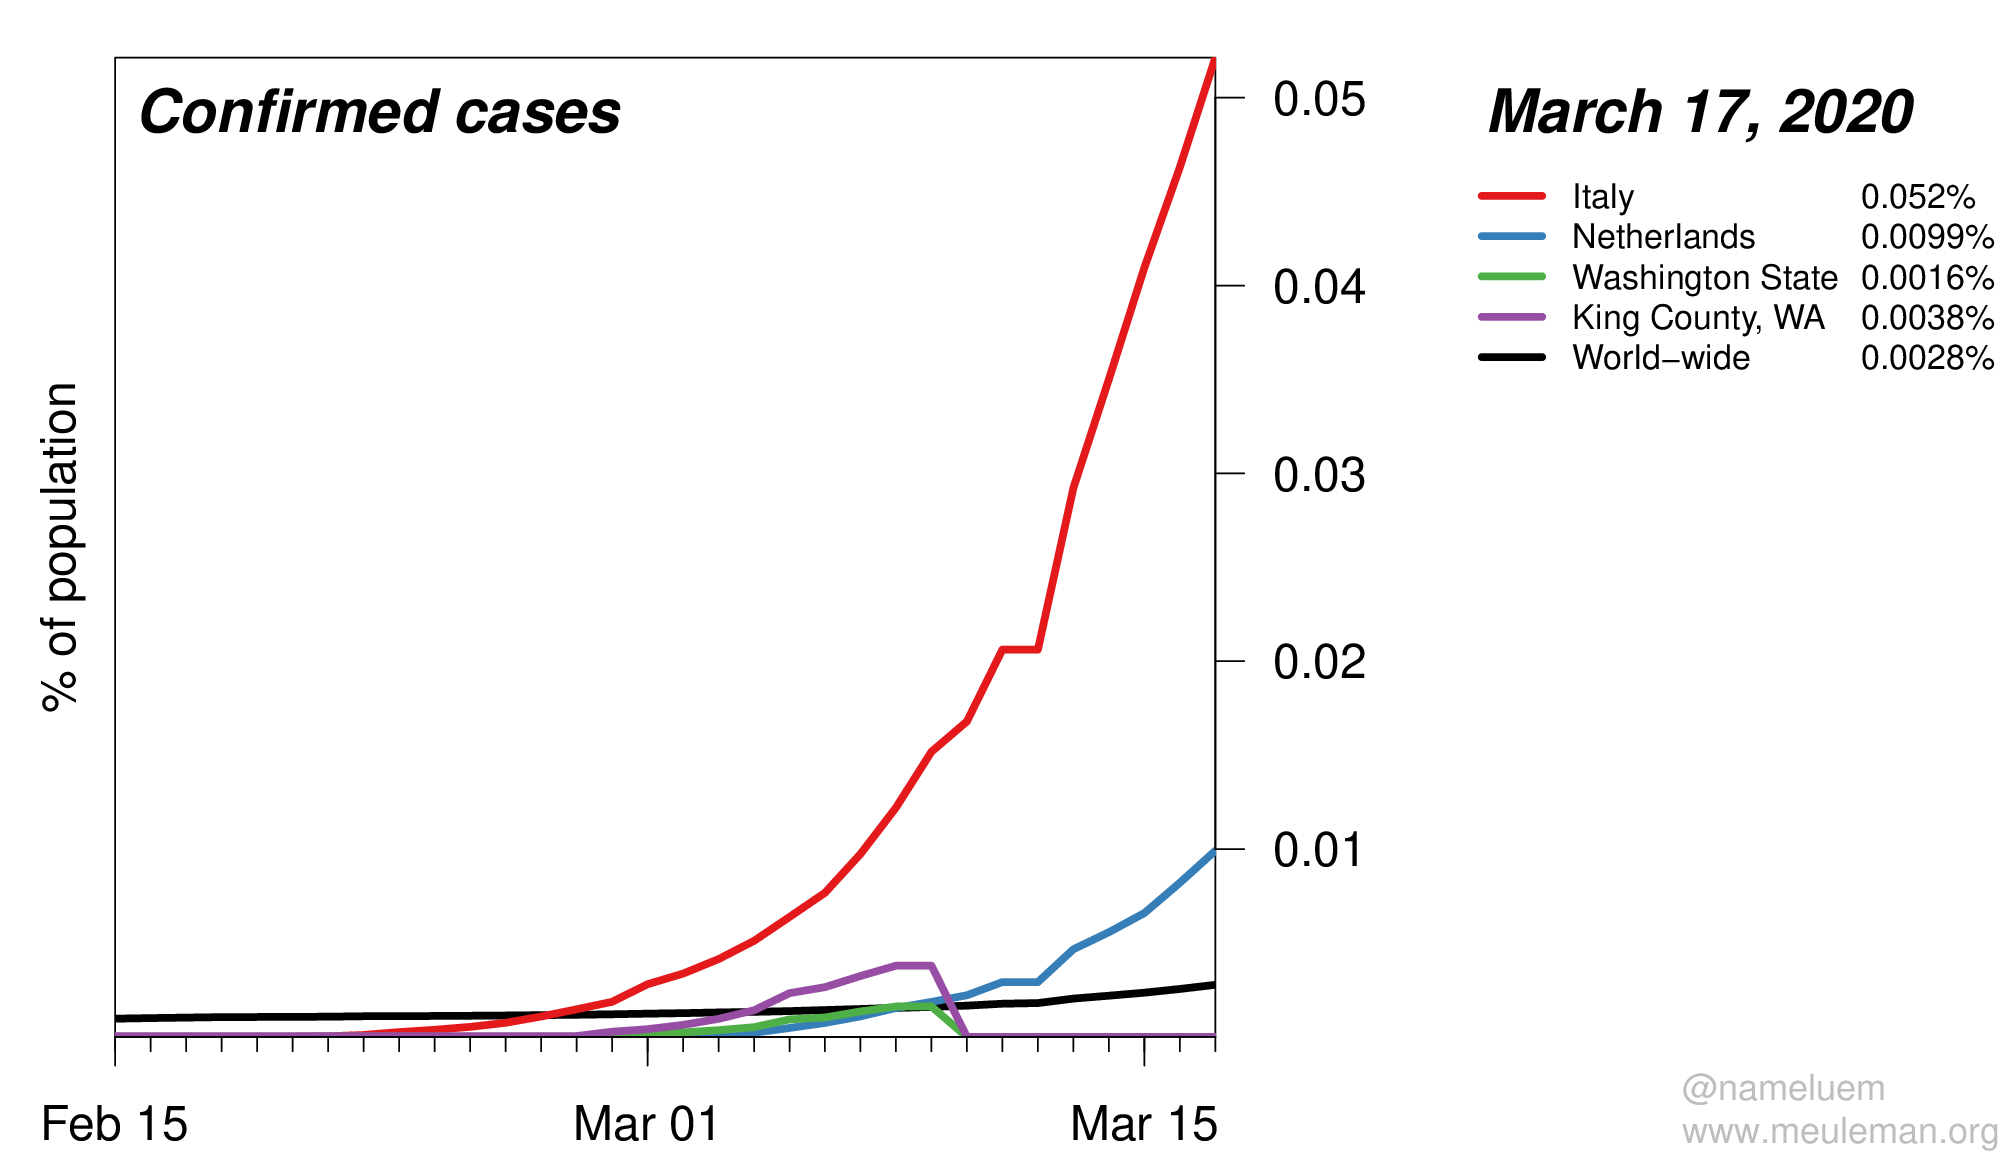 Confirmed cases
March 17, 2020
Italy 0.052%
Netherlands 0.0099%
Washington State 0.0016%
King County, WA 0.0038%
World–wide 0.0028%
% of population
0.05
0.04
0.03
0.02
0.01
Feb 15
Mar 01
Mar 15
@nameluem
www.meuleman.org